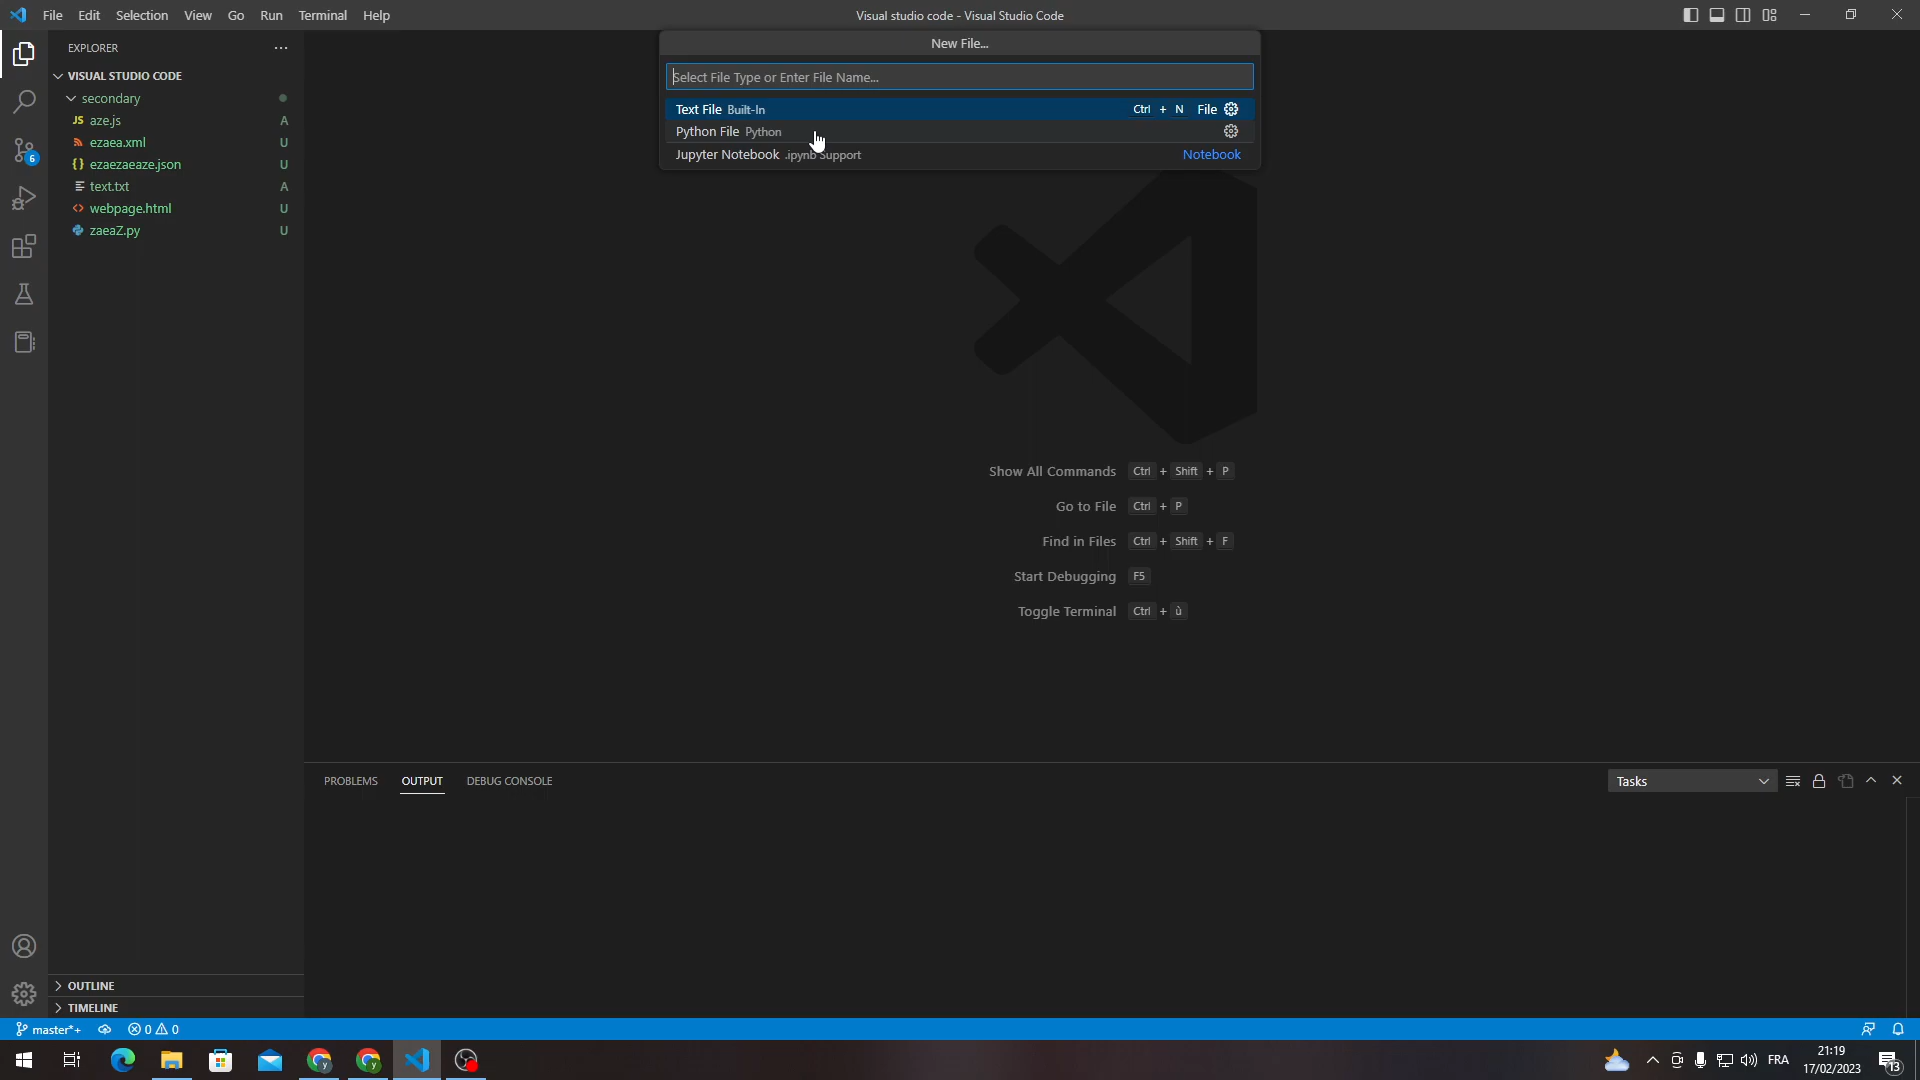 File Edit Selection View Go Run Terminal Help
Visual studio code - Visual Studio Code
EXPLORER
VISUAL STUDIO CODE
secondary
JS aze.js A
ezaea.xml U
{} ezaezaeaze.json U
text.txt A
<> webpage.html U
zaeaZ.py U
6
New File...
Select File Type or Enter File Name...
Text File Built-In Ctrl + N File
Python File Python
Jupyter Notebook .ipynb Support Notebook
Show All Commands Ctrl + Shift + P
Go to File Ctrl + P
Find in Files Ctrl + Shift + F
Start Debugging F5
Toggle Terminal Ctrl + ù
PROBLEMS OUTPUT DEBUG CONSOLE
Tasks
OUTLINE
TIMELINE
master*+ 0 0
FRA
21:19
17/02/2023
13